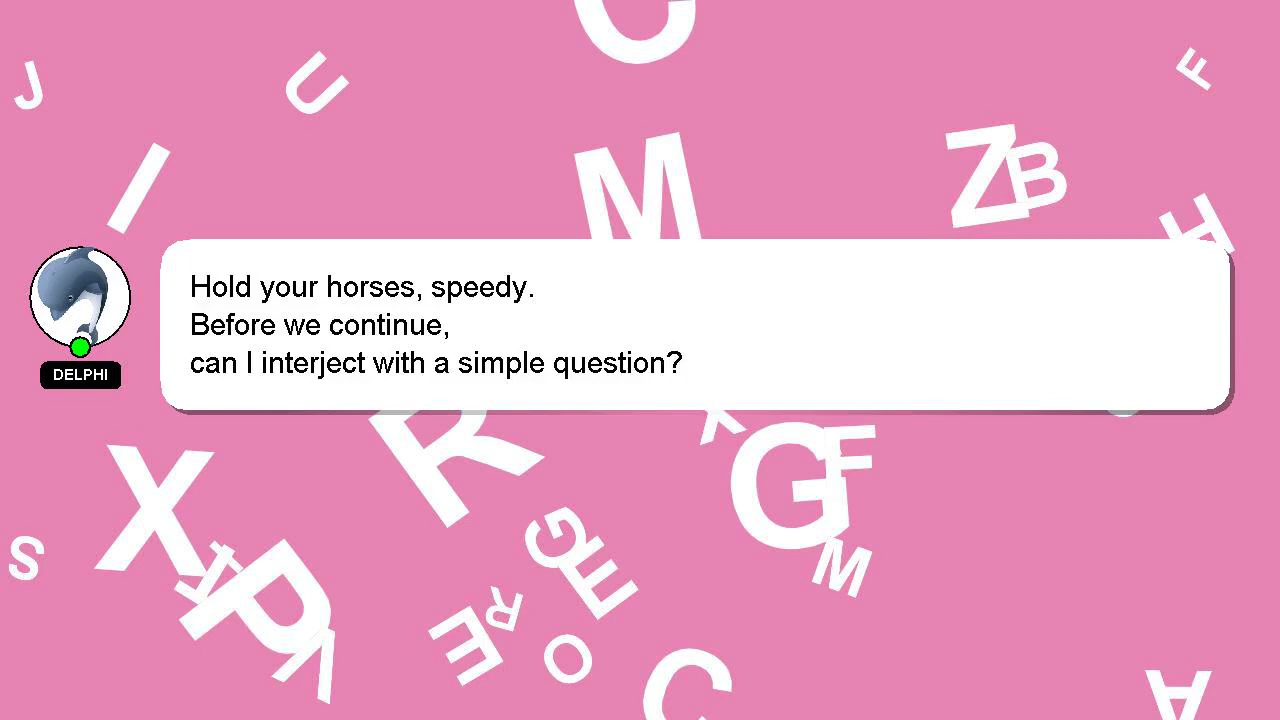 C
J
U
F
I
M
Z
B
H
Hold your horses, speedy.
Before we continue,
can I interject with a simple question?
DELPHI
R
X
G
F
X
S
G
E
M
P
R
E
V
O
C
A